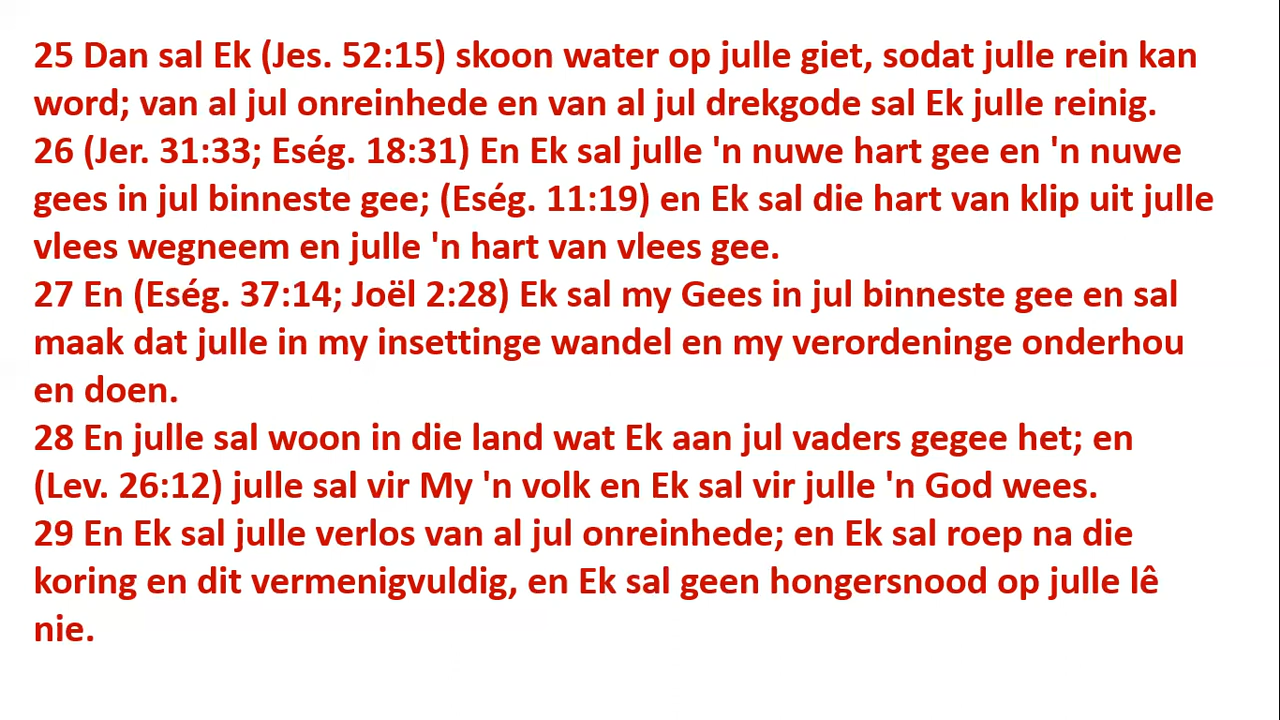 25 Dan sal Ek (Jes. 52:15) skoon water op julle giet, sodat julle rein kan
word; van al jul onreinhede en van al jul drekgode sal Ek julle reinig.
26 (Jer. 31:33; Eség. 18:31) En Ek sal julle 'n nuwe hart gee en 'n nuwe
gees in jul binneste gee; (Eség. 11:19) en Ek sal die hart van klip uit julle
vlees wegneem en julle 'n hart van vlees gee.
27 En (Eség. 37:14; Joël 2:28) Ek sal my Gees in jul binneste gee en sal
maak dat julle in my insettinge wandel en my verordeninge onderhou
en doen.
28 En julle sal woon in die land wat Ek aan jul vaders gegee het; en
(Lev. 26:12) julle sal vir My 'n volk en Ek sal vir julle 'n God wees.
29 En Ek sal julle verlos van al jul onreinhede; en Ek sal roep na die
koring en dit vermenigvuldig, en Ek sal geen hongersnood op julle lê
nie.